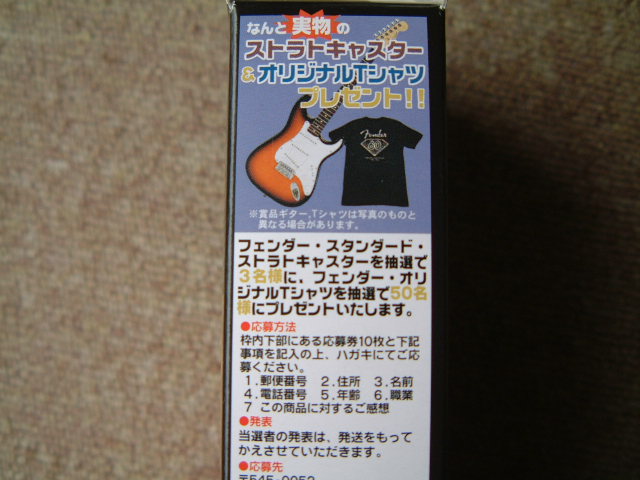 なんと実物の
ストラトキャスター
&オリジナルTシャツ
プレゼント!!
Fender
※賞品ギター,Tシャツは写真のものと
異なる場合があります。
フェンダー・スタンダード・
ストラトキャスターを抽選で
3名様に、フェンダー・オリ
ジナルTシャツを抽選で50名
様にプレゼントいたします。
●応募方法
枠内下部にある応募券10枚と下記
事項を記入の上、ハガキにてご応
募ください。
1.郵便番号 2.住所 3.名前
4.電話番号 5.年齢 6.職業
7 この商品に対するご感想
●発表
当選者の発表は、発送をもって
かえさせていただきます。
●応募先
〒545-0052